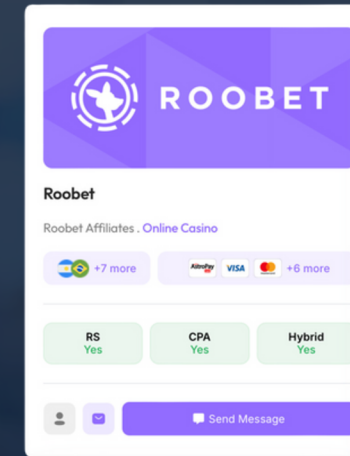 ROOBET
Roobet
Roobet Affiliates . Online Casino
+7 more
AstroPay VISA +6 more
RS CPA Hybrid
Yes Yes Yes
Send Message